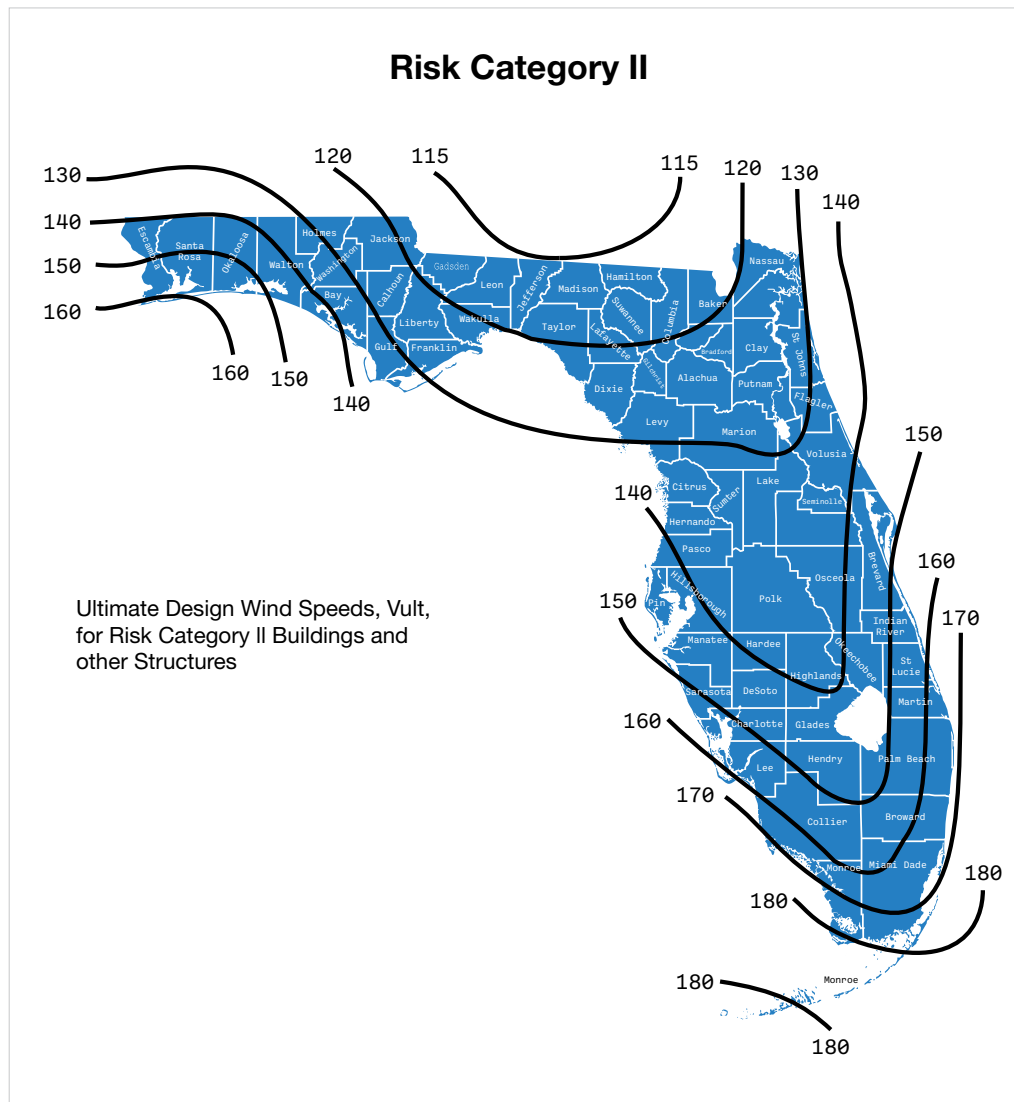 Risk Category II
120
115
115
120
130
130
140
140
150
160
Escambia
Santa
Rosa
Okaloosa
Walton
Holmes
Washington
Jackson
Bay
Calhoun
Gulf
Liberty
Franklin
Gadsden
Leon
Wakulla
Jefferson
Madison
Taylor
Hamilton
Suwannee
Lafayette
Columbia
Baker
Nassau
Bradford
Clay
St Johns
Dixie
Gilchrist
Alachua
Putnam
Flagler
Levy
Marion
Volusia
160
150
140
150
Citrus
Sumter
Lake
Seminolle
140
Hernando
Pasco
Osceola
Brevard
160
Ultimate Design Wind Speeds, Vult,
for Risk Category II Buildings and
other Structures
150
Pin
Hillsborough
Polk
Indian
River
170
Manatee
Hardee
Okeechobee
Highlands
St
Lucie
Sarasota
DeSoto
Martin
160
Charlotte
Glades
Lee
Hendry
Palm Beach
170
Collier
Broward
Monroe
Miami Dade
180
180
180
Monroe
180